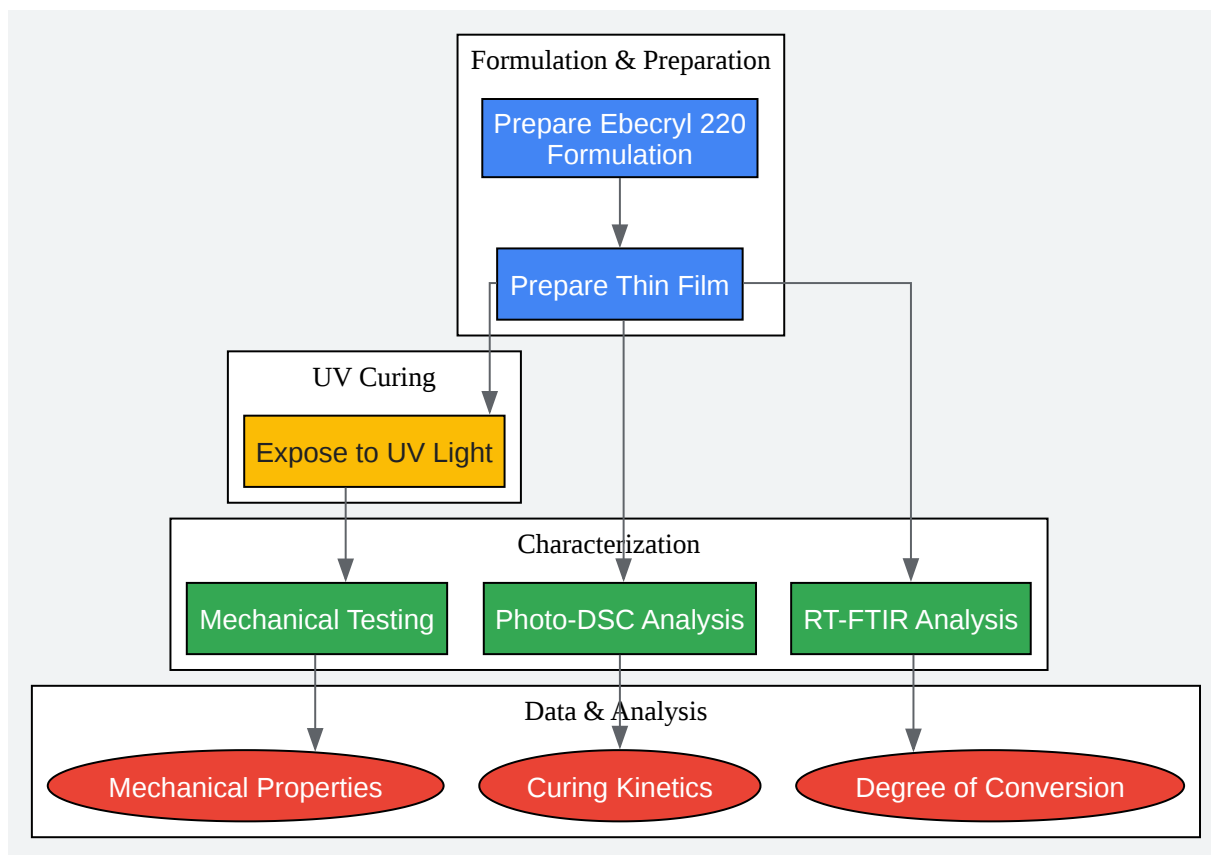 Formulation & Preparation
Prepare Ebecryl 220
Formulation
Prepare Thin Film
UV Curing
Expose to UV Light
Characterization
Mechanical Testing
Photo-DSC Analysis
RT-FTIR Analysis
Data & Analysis
Mechanical Properties
Curing Kinetics
Degree of Conversion